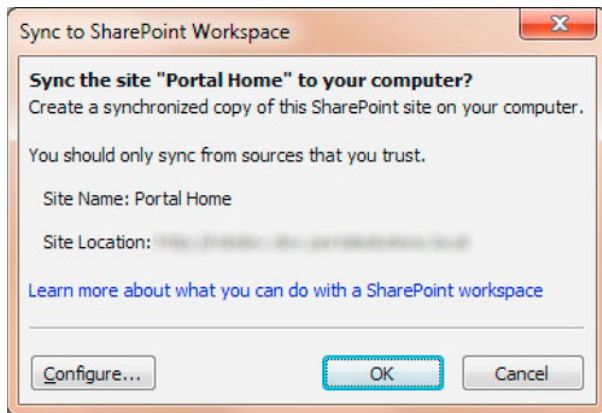 Sync to SharePoint Workspace
Sync the site "Portal Home" to your computer?
Create a synchronized copy of this SharePoint site on your computer.
You should only sync from sources that you trust.
Site Name: Portal Home
Site Location:
Learn more about what you can do with a SharePoint workspace
Configure... OK Cancel